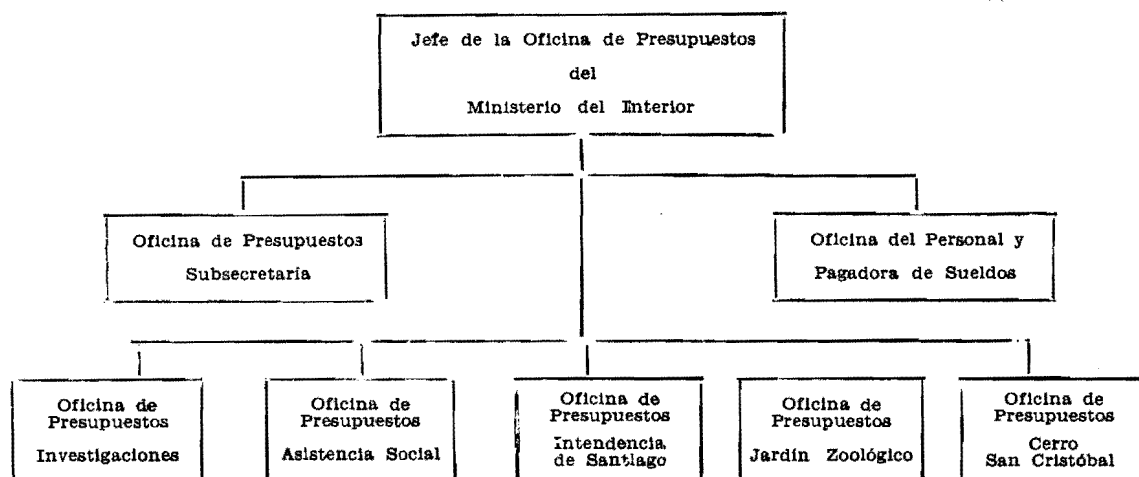 Jefe de la Oficina de Presupuestos
del
Ministerio del Interior
Oficina de Presupuestos
Subsecretaría
Oficina del Personal y
Pagadora de Sueldos
Oficina de
Presupuestos
Investigaciones
Oficina de
Presupuestos
Asistencia Social
Oficina de
Presupuestos
Intendencia
de Santiago
Oficina de
Presupuestos
Jardín Zoológico
Oficina de
Presupuestos
Cerro
San Cristóbal